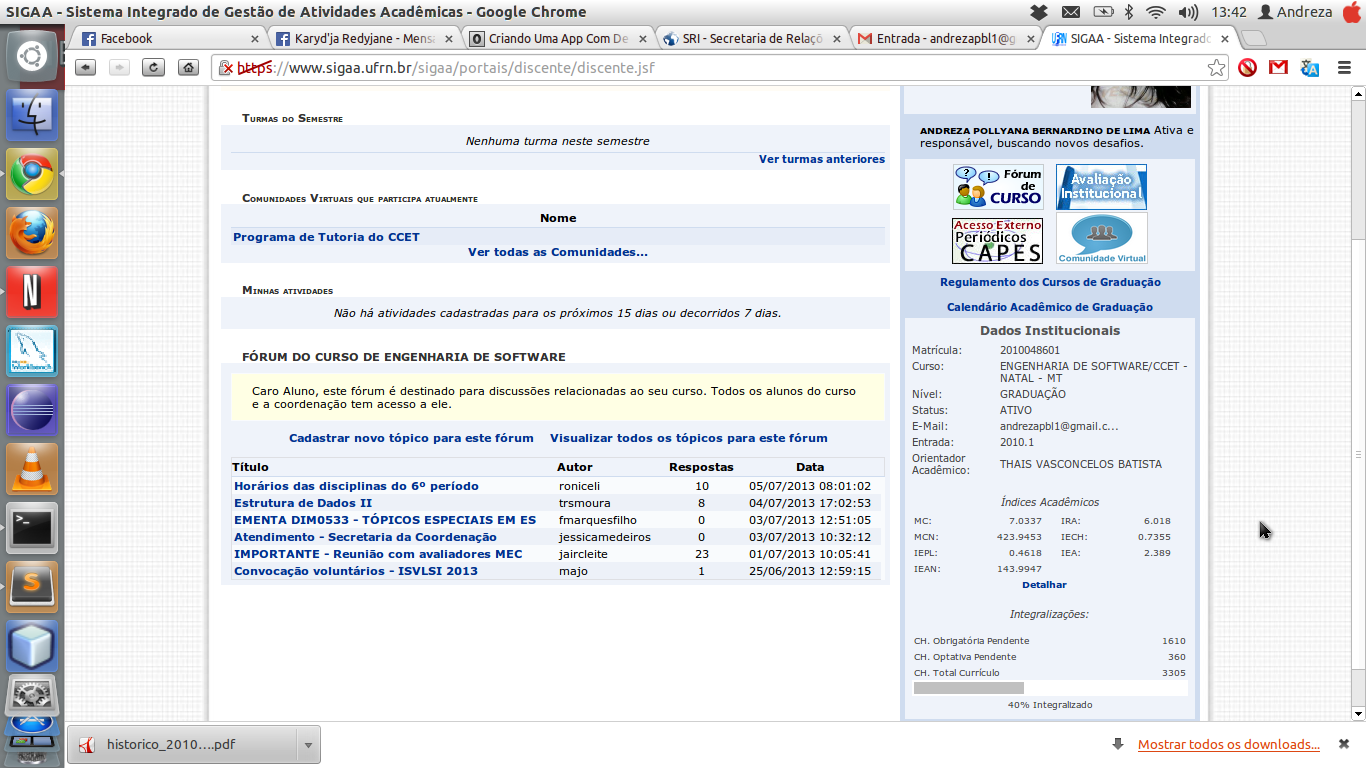 SIGAA - Sistema Integrado de Gestão de Atividades Acadêmicas - Google Chrome
13:42 Andreza
Facebook
Karyd'ja Redyjane - Mensa
Criando Uma App Com De
SRI - Secretaria de Relaçõ
Entrada - andrezapbl1@g
SIGAA - Sistema Integrado
https://www.sigaa.ufrn.br/sigaa/portais/discente/discente.jsf
Turmas do Semestre
Nenhuma turma neste semestre
Ver turmas anteriores
Comunidades Virtuais que participa atualmente
Nome
Programa de Tutoria do CCET
Ver todas as Comunidades...
Minhas atividades
Não há atividades cadastradas para os próximos 15 dias ou decorridos 7 dias.
FÓRUM DO CURSO DE ENGENHARIA DE SOFTWARE
Caro Aluno, este fórum é destinado para discussões relacionadas ao seu curso. Todos os alunos do curso
e a coordenação tem acesso a ele.
Cadastrar novo tópico para este fórum Visualizar todos os tópicos para este fórum
Título Autor Respostas Data
Horários das disciplinas do 6º período roniceli 10 05/07/2013 08:01:02
Estrutura de Dados II trsmoura 8 04/07/2013 17:02:53
EMENTA DIM0533 - TÓPICOS ESPECIAIS EM ES fmarquesfilho 0 03/07/2013 12:51:05
Atendimento - Secretaria da Coordenação jessicamedeiros 0 03/07/2013 10:32:12
IMPORTANTE - Reunião com avaliadores MEC jaircleite 23 01/07/2013 10:05:41
Convocação voluntários - ISVLSI 2013 majo 1 25/06/2013 12:59:15
ANDREZA POLLYANA BERNARDINO DE LIMA Ativa e
responsável, buscando novos desafios.
Fórum
de
CURSO
Avaliação
Institucional
Acesso Externo
Periódicos
CAPES
Comunidade Virtual
Regulamento dos Cursos de Graduação
Calendário Acadêmico de Graduação
Dados Institucionais
Matrícula: 2010048601
Curso: ENGENHARIA DE SOFTWARE/CCET -
NATAL - MT
Nível: GRADUAÇÃO
Status: ATIVO
E-Mail: andrezapbl1@gmail.c...
Entrada: 2010.1
Orientador
Acadêmico: THAIS VASCONCELOS BATISTA
Índices Acadêmicos
MC: 7.0337 IRA: 6.018
MCN: 423.9453 IECH: 0.7355
IEPL: 0.4618 IEA: 2.389
IEAN: 143.9947
Detalhar
Integralizações:
CH. Obrigatória Pendente 1610
CH. Optativa Pendente 360
CH. Total Currículo 3305
40% Integralizado
historico_2010....pdf
Mostrar todos os downloads...